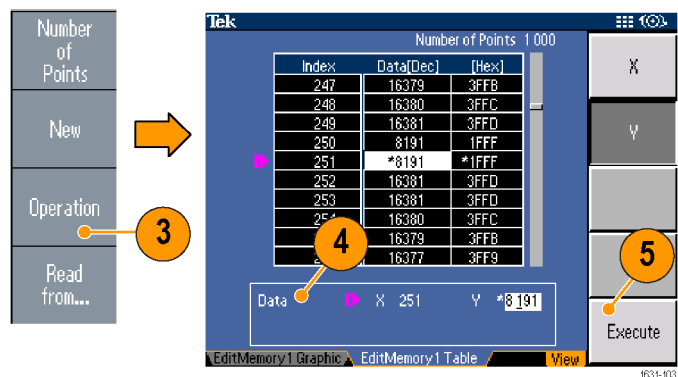 Number
of
Points
New
Operation
Read
from...
3
Tek
Number of Points 1 000
Index Data[Dec] [Hex]
247 16379 3FFB
248 16380 3FFC
249 16381 3FFD
250 8191 1FFF
251 *8191 *1FFF
252 16381 3FFD
253 16381 3FFD
254 16380 3FFC
16379 3FFB
16377 3FF9
4
Data X 251 Y *8191
EditMemory1 Graphic EditMemory1 Table View
X
Y
5
Execute
1631-103